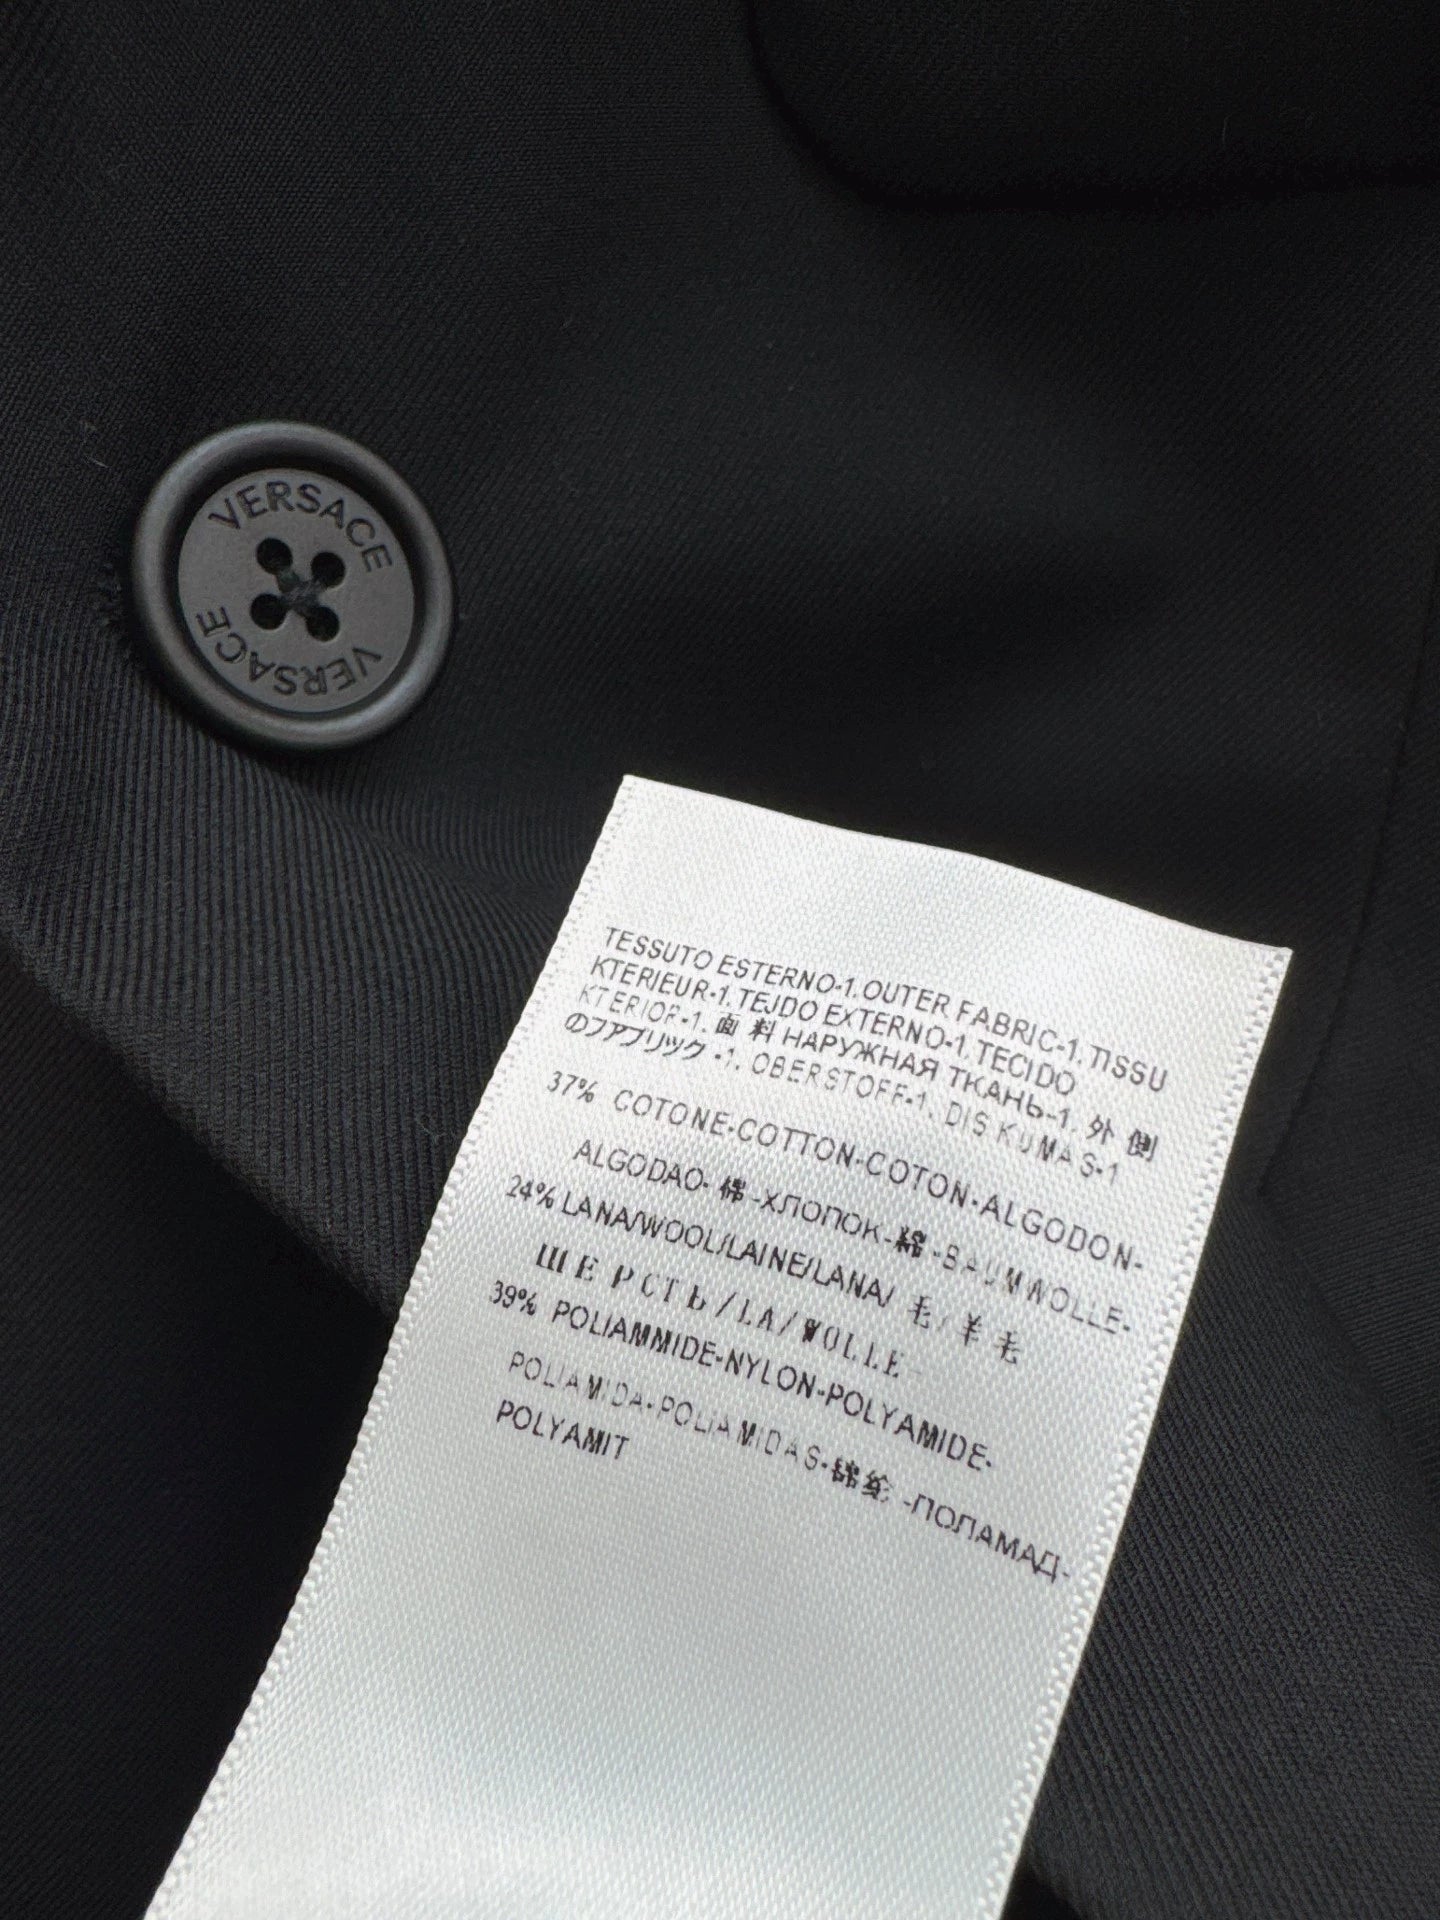 VERSACE
VERSACE
TESSUTO ESTERNO-1. OUTER FABRIC-1. TISSU
KTERIEUR-1. TEJDO EXTERNO-1. TECIDO
KTERIOR-1. 面 料 НАРУЖНАЯ ТКАНЬ-1. 外 側
のファブリック -1. OBERSTOFF-1. DIS KUMAS-1
37% COTONE-COTTON-COTON-ALGODON-
ALGODAO- 棉 -ХЛОПОК-綿 -BAUMWOLLE-
24% LANA/WOOL/LAINE/LANA/ 毛/ 羊 毛
ШЕРСТЬ/LA/WOLLE-
39% POLIAMMIDE-NYLON-POLYAMIDE-
POLIAMIDA-POLIAMIDAS-锦纶 -ПОЛАМАД-
POLYAMIT